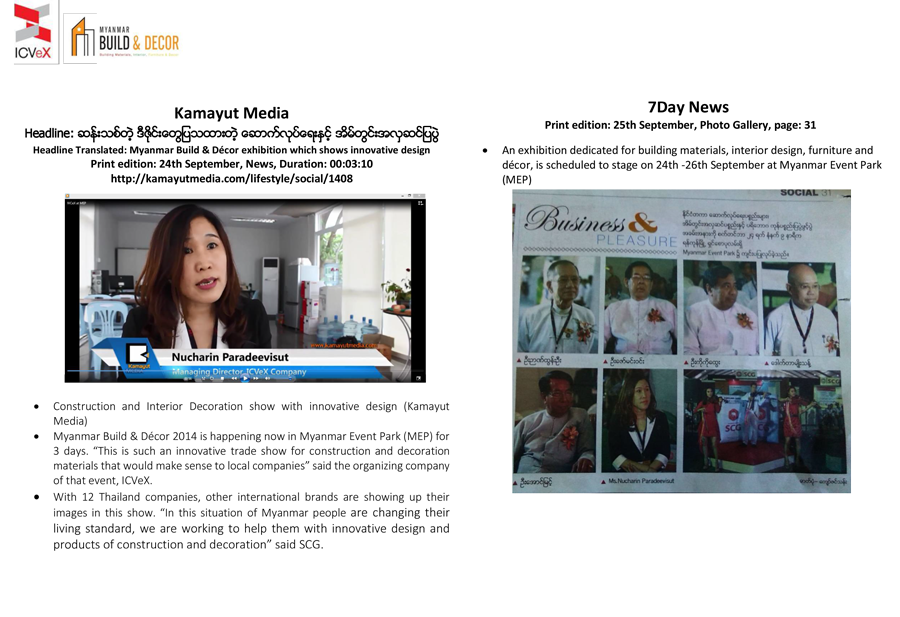 ICVeX
MYANMAR
BUILD & DECOR
Kamayut Media
Headline: ဆန်းသစ်တဲ့ ဒီဇိုင်းတွေပြသထားတဲ့ ဆောက်လုပ်ရေးနှင့် အိမ်တွင်းအလှဆင်ပြပွဲ
Headline Translated: Myanmar Build & Décor exhibition which shows innovative design
Print edition: 24th September, News, Duration: 00:03:10
http://kamayutmedia.com/lifestyle/social/1408
www.kamayutmedia.com
Kamayut
Nucharin Paradeevisut
Managing Director, ICVeX Company
• Construction and Interior Decoration show with innovative design (Kamayut
Media)
• Myanmar Build & Décor 2014 is happening now in Myanmar Event Park (MEP) for
3 days. “This is such an innovative trade show for construction and decoration
materials that would make sense to local companies” said the organizing company
of that event, ICVeX.
• With 12 Thailand companies, other international brands are showing up their
images in this show. “In this situation of Myanmar people are changing their
living standard, we are working to help them with innovative design and
products of construction and decoration” said SCG.
7Day News
Print edition: 25th September, Photo Gallery, page: 31
• An exhibition dedicated for building materials, interior design, furniture and
décor, is scheduled to stage on 24th -26th September at Myanmar Event Park
(MEP)
SOCIAL 31
Business &
PLEASURE
Myanmar Event Park
SCG
Ms.Nucharin Paradeevisut